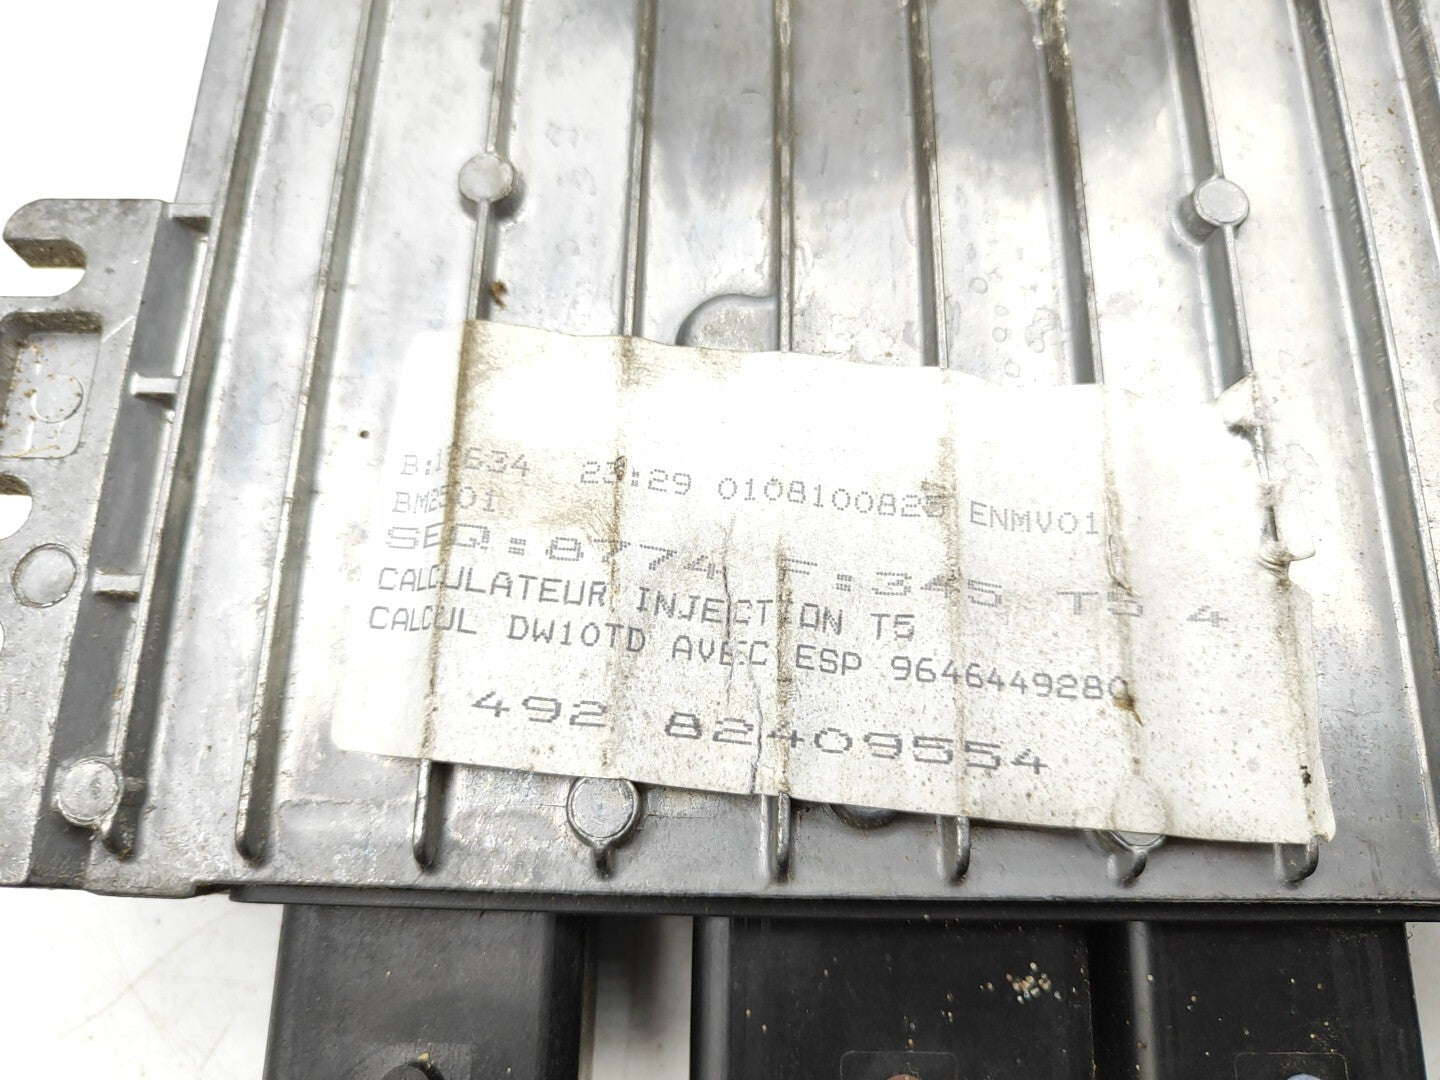 23:29 0108100825 ENMV01
BM2501
SEQ:8774 F:345 T5 4
CALCULATEUR INJECTION T5
CALCUL DW10TD AVEC ESP 9646449280
492 82409554